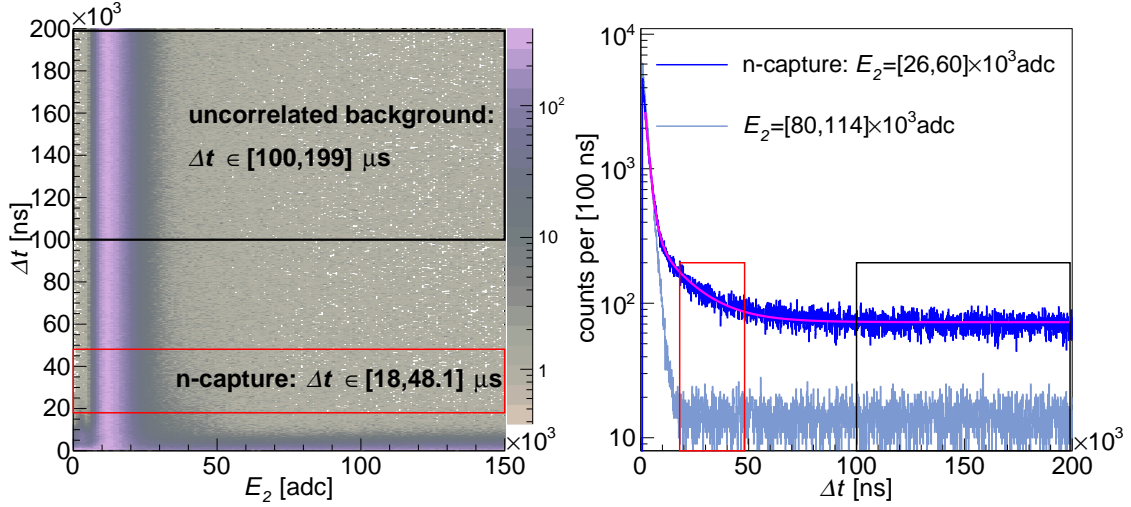 ×10³
200
180
160
140
120
100
80
60
40
20
0
Δt [ns]
uncorrelated background:
Δt ∈ [100,199] μs
n-capture: Δt ∈ [18,48.1] μs
0 50 100 150
×10³
E₂ [adc]
10²
10
1
n-capture: E₂=[26,60]×10³adc
E₂=[80,114]×10³adc
counts per [100 ns]
10⁴
10³
10²
10
0 50 100 150 200
×10³
Δt [ns]